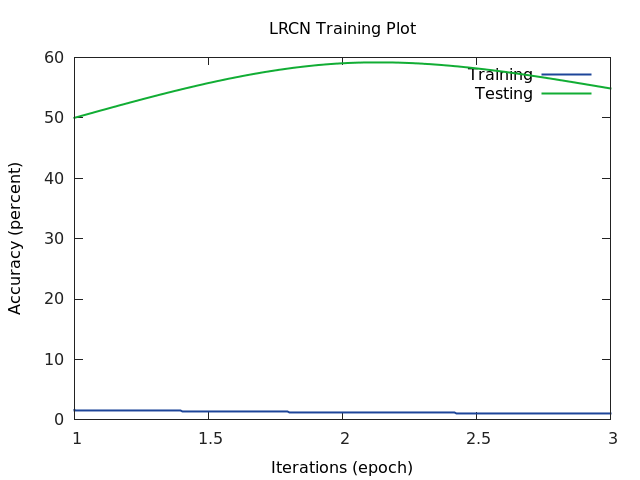 LRCN Training Plot
60
50
40
30
20
10
0
Accuracy (percent)
Training
Testing
1
1.5
2
2.5
3
Iterations (epoch)